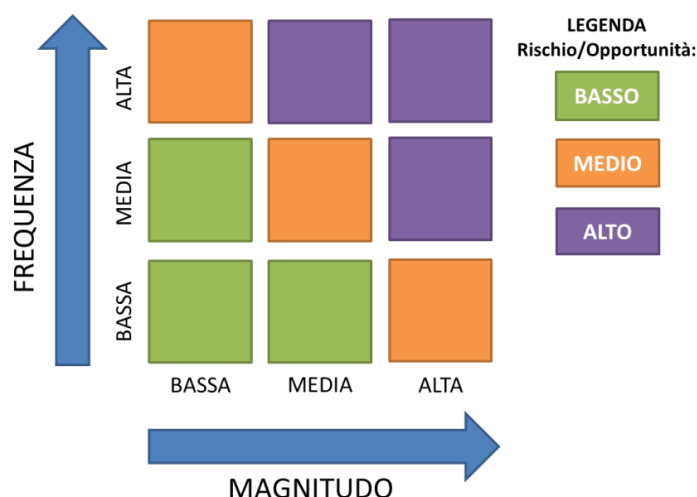 LEGENDA
Rischio/Opportunità:
BASSO
MEDIO
ALTO
FREQUENZA
ALTA
MEDIA
BASSA
BASSA MEDIA ALTA
MAGNITUDO